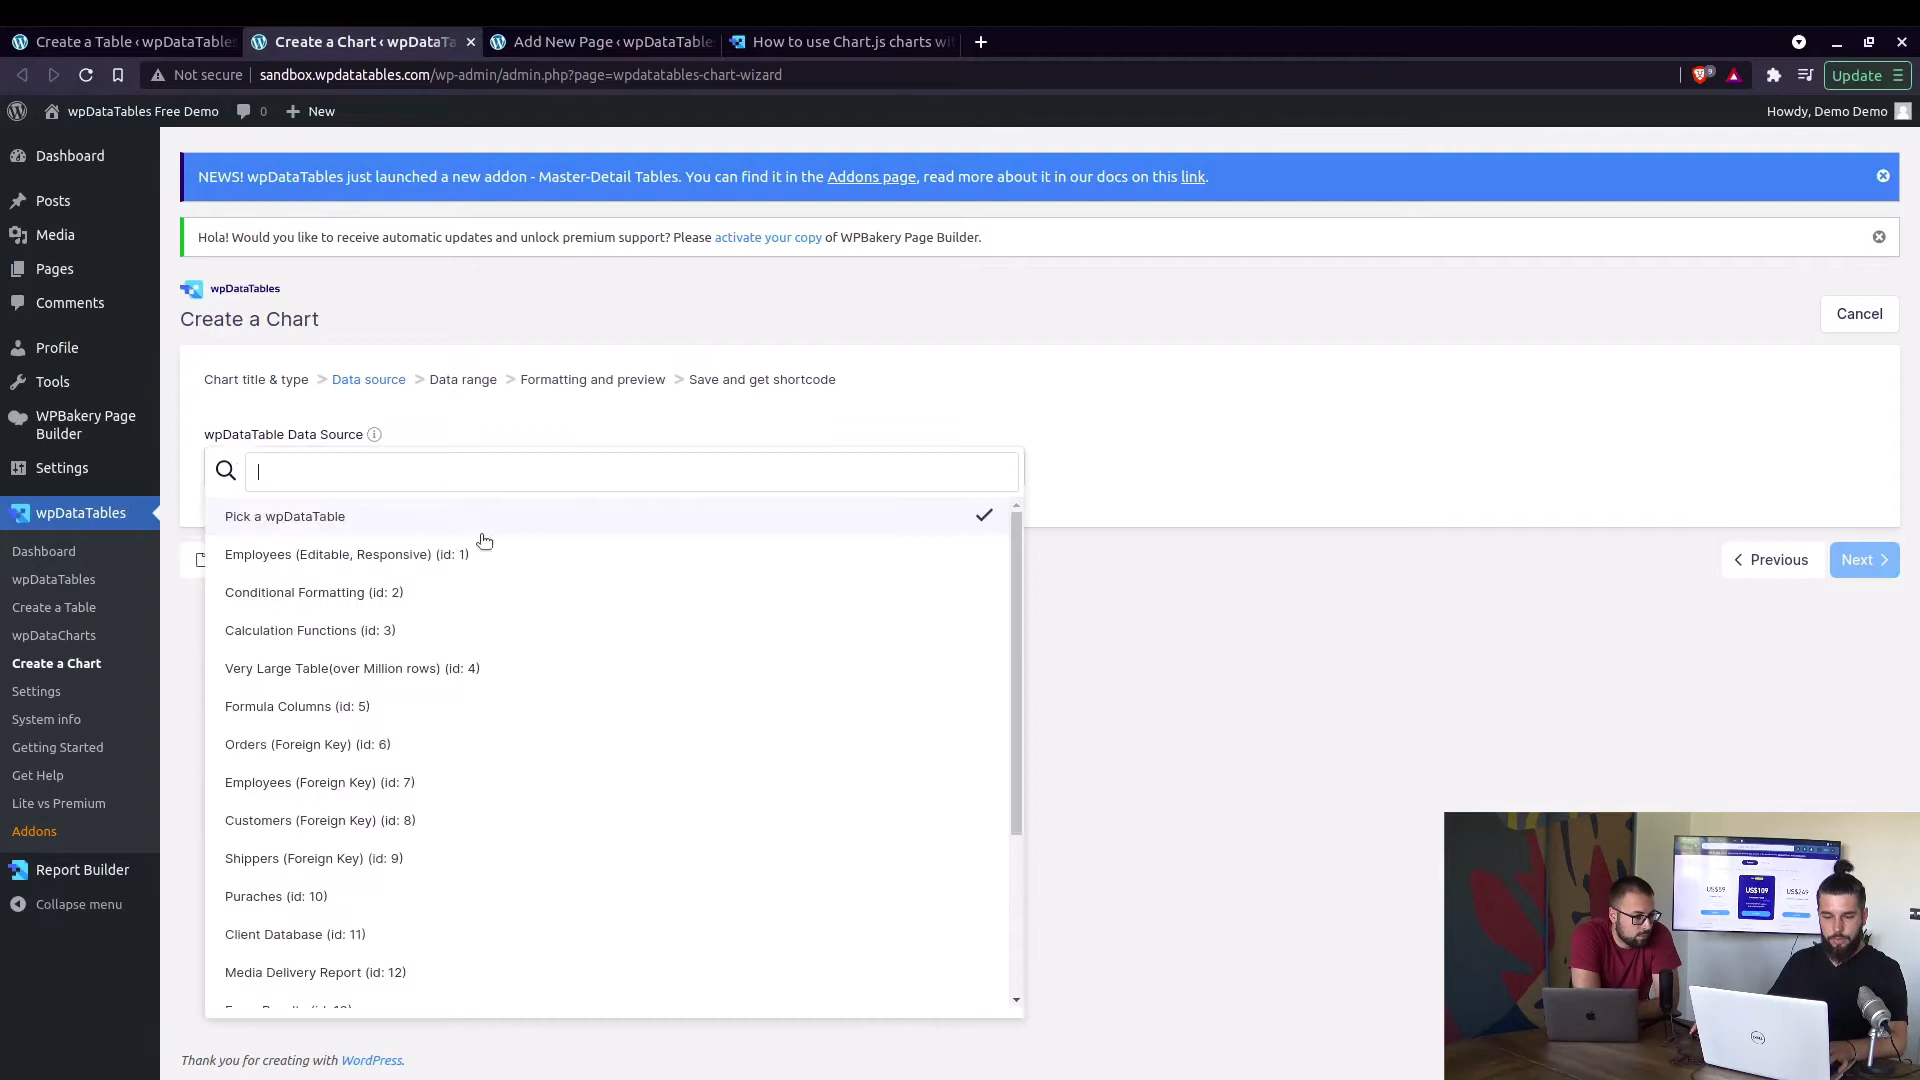 Create a Table ‹ wpDataTables
Create a Chart ‹ wpDataTa
Add New Page ‹ wpDataTable
How to use Chart.js charts wi
Not secure
sandbox.wpdatatables.com/wp-admin/admin.php?page=wpdatatables-chart-wizard
9
Update
wpDataTables Free Demo
0
New
Howdy, Demo Demo
Dashboard
Posts
Media
Pages
Comments
Profile
Tools
WPBakery Page
Builder
Settings
wpDataTables
Dashboard
wpDataTables
Create a Table
wpDataCharts
Create a Chart
Settings
System info
Getting Started
Get Help
Lite vs Premium
Addons
Report Builder
Collapse menu
NEWS! wpDataTables just launched a new addon - Master-Detail Tables. You can find it in the Addons page, read more about it in our docs on this link.
Hola! Would you like to receive automatic updates and unlock premium support? Please activate your copy of WPBakery Page Builder.
wpDataTables
Create a Chart
Cancel
Chart title & type > Data source > Data range > Formatting and preview > Save and get shortcode
wpDataTable Data Source
Pick a wpDataTable
Employees (Editable, Responsive) (id: 1)
Conditional Formatting (id: 2)
Calculation Functions (id: 3)
Very Large Table(over Million rows) (id: 4)
Formula Columns (id: 5)
Orders (Foreign Key) (id: 6)
Employees (Foreign Key) (id: 7)
Customers (Foreign Key) (id: 8)
Shippers (Foreign Key) (id: 9)
Puraches (id: 10)
Client Database (id: 11)
Media Delivery Report (id: 12)
Previous
Next
US$59
US$109
US$249
DELL
Thank you for creating with WordPress.